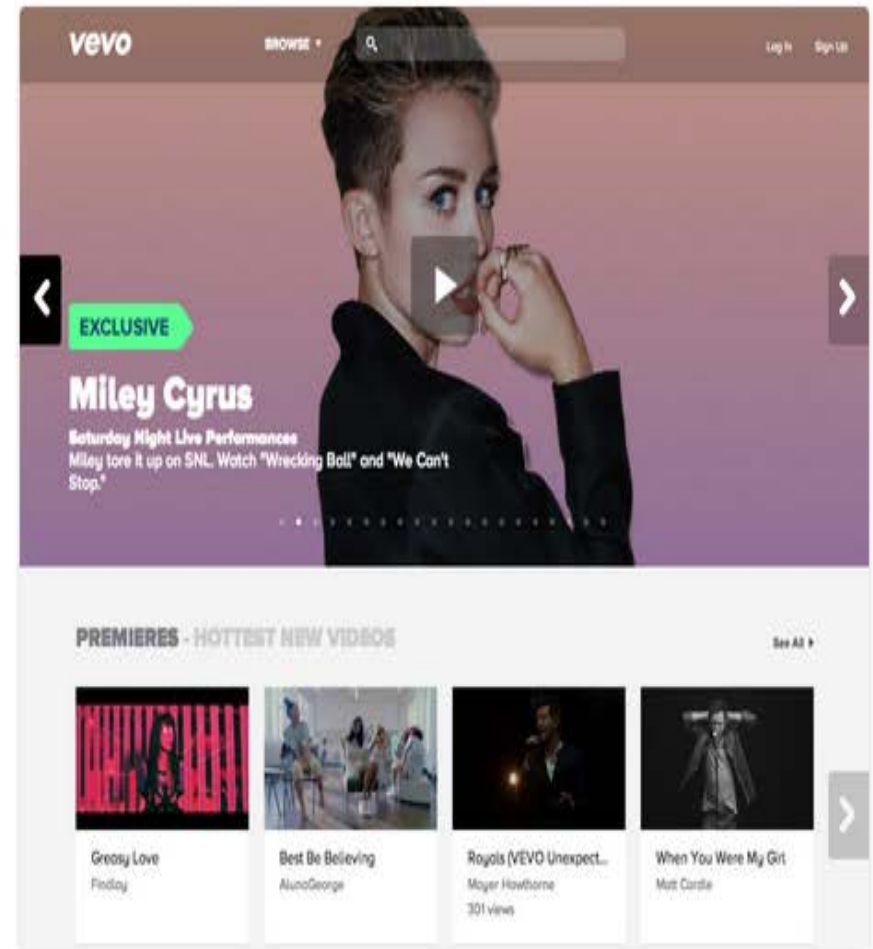 vevo
BROWSE
Log In Sign Up
EXCLUSIVE
Miley Cyrus
Saturday Night Live Performances
Miley tore it up on SNL. Watch "Wrecking Ball" and "We Can't
Stop."
PREMIERES - HOTTEST NEW VIDEOS
See All
Greasy Love
Findlay
Best Be Believing
AlunaGeorge
Royals (VEVO Unexpect...
Mayer Hawthorne
301 views
When You Were My Girl
Matt Cardle